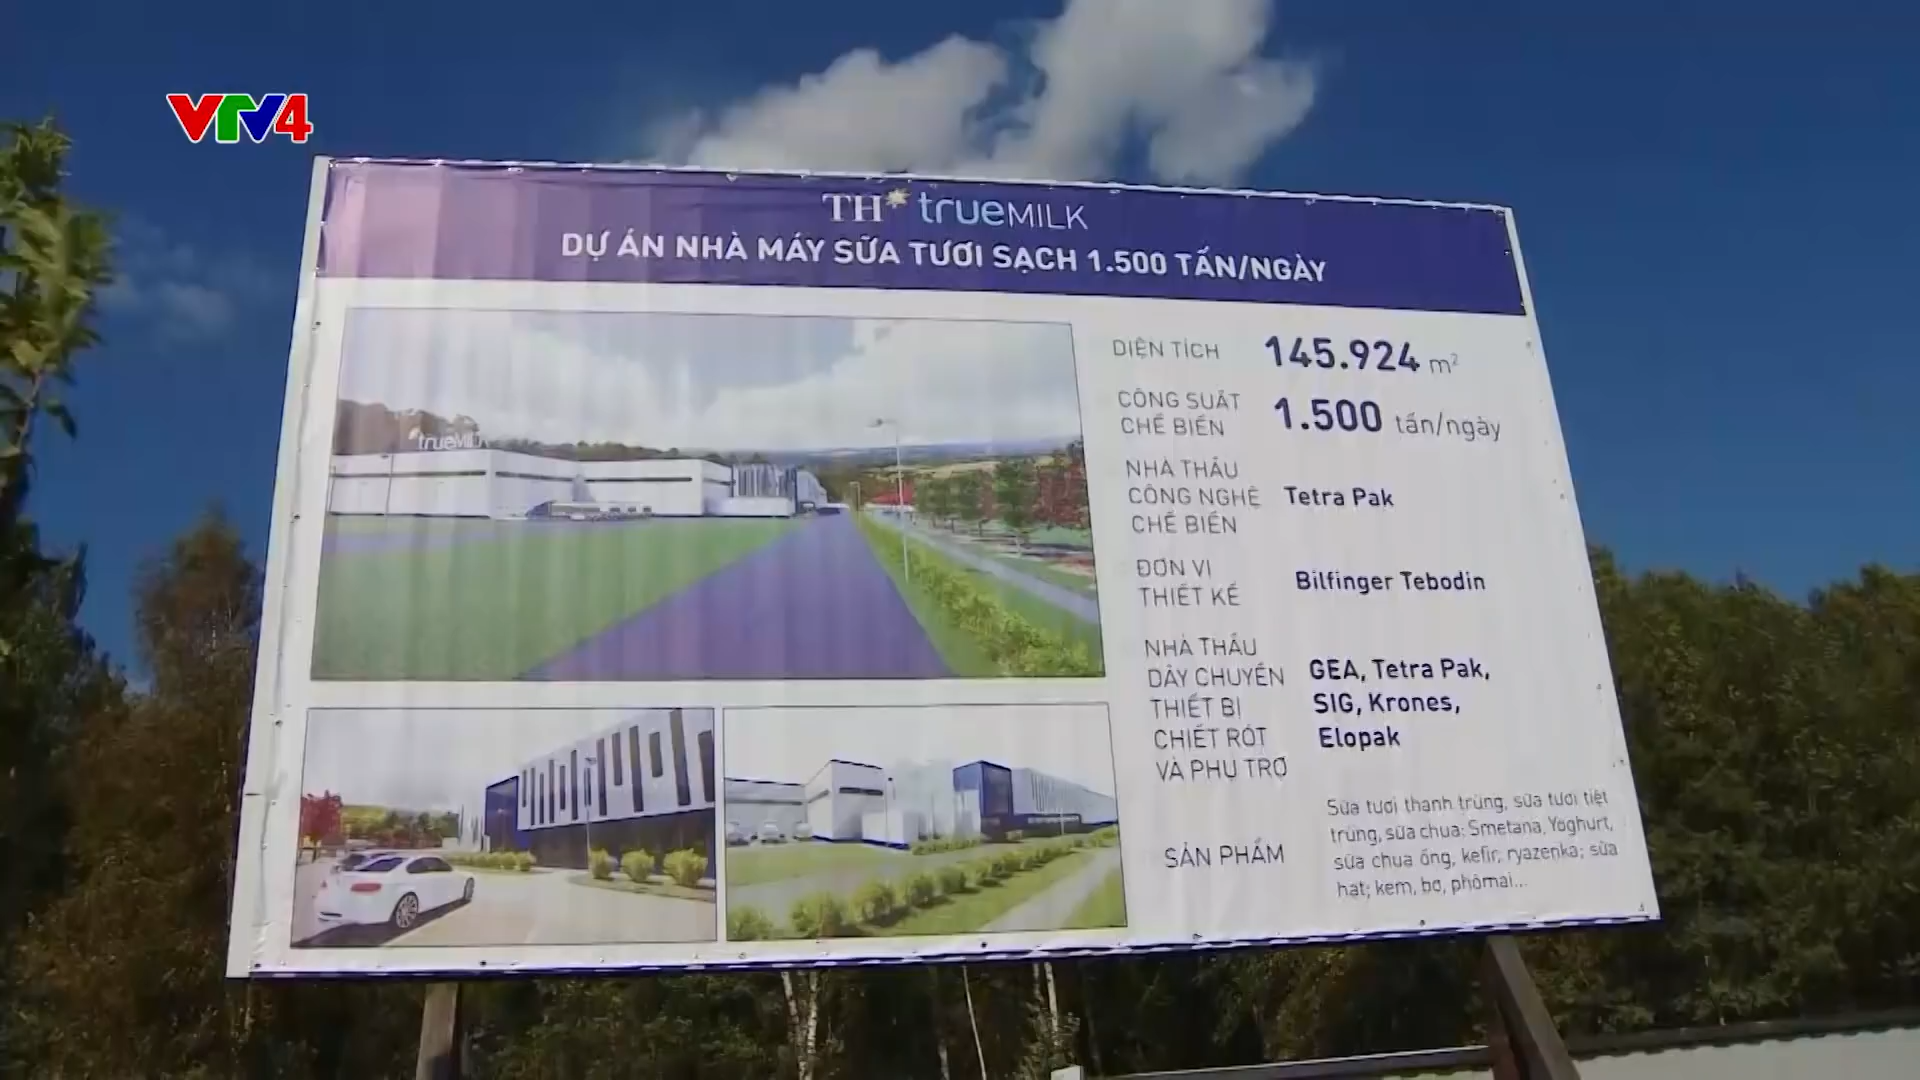 VTV4
TH true MILK
DỰ ÁN NHÀ MÁY SỮA TƯƠI SẠCH 1.500 TẤN/NGÀY
trueMILK
DIỆN TÍCH 145.924 m²
CÔNG SUẤT
CHẾ BIẾN
1.500 tấn/ngày
NHÀ THẦU
CÔNG NGHỆ
CHẾ BIẾN
Tetra Pak
ĐƠN VỊ
THIẾT KẾ
Bilfinger Tebodin
NHÀ THẦU
DÂY CHUYỀN
THIẾT BỊ
CHIẾT RÓT
VÀ PHỤ TRỢ
GEA, Tetra Pak,
SIG, Krones,
Elopak
SẢN PHẨM
Sữa tươi thanh trùng, sữa tươi tiệt
trùng, sữa chua: Smetana, Yoghurt,
sữa chua ống, kefir, ryazenka; sữa
hạt; kem, bơ, phômai...